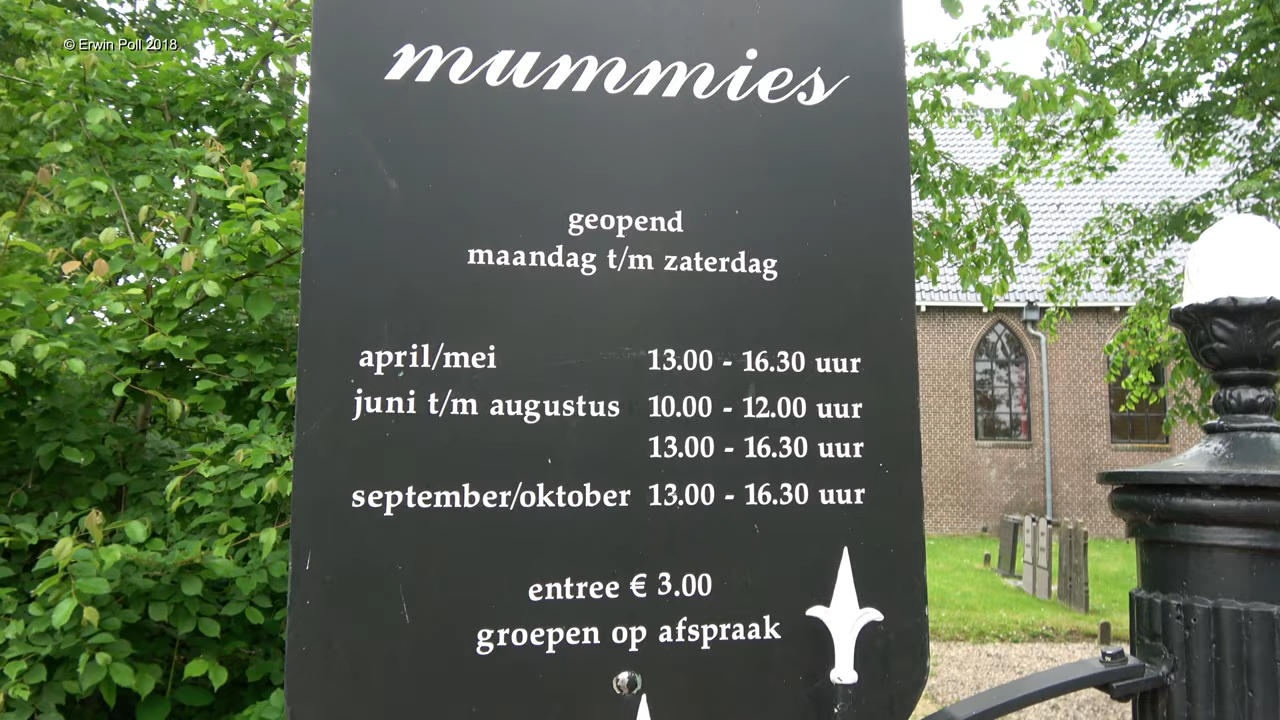 © Erwin Poll 2018
mummies
geopend
maandag t/m zaterdag
april/mei 13.00 - 16.30 uur
juni t/m augustus 10.00 - 12.00 uur
13.00 - 16.30 uur
september/oktober 13.00 - 16.30 uur
entree € 3.00
groepen op afspraak